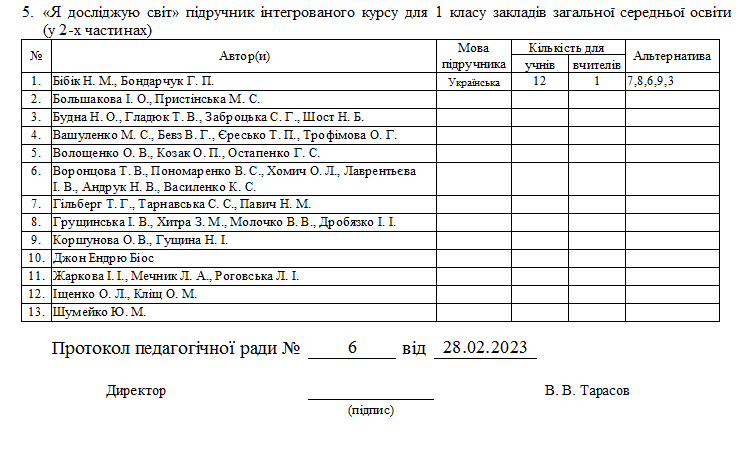 5. «Я досліджую світ» підручник інтегрованого курсу для 1 класу закладів загальної середньої освіти
(у 2-х частинах)
№ Автор(и) Мова підручника Кількість для Альтернатива
учнів вчителів
1. Бібік Н. М., Бондарчук Г. П. Українська 12 1 7,8,6,9,3
2. Большакова І. О., Пристінська М. С.
3. Будна Н. О., Гладюк Т. В., Заброцька С. Г., Шост Н. Б.
4. Вашуленко М. С., Бевз В. Г., Єресько Т. П., Трофімова О. Г.
5. Волощенко О. В., Козак О. П., Остапенко Г. С.
6. Воронцова Т. В., Пономаренко В. С., Хомич О. Л., Лаврентьєва
І. В., Андрук Н. В., Василенко К. С.
7. Гільберг Т. Г., Тарнавська С. С., Павич Н. М.
8. Грущинська І. В., Хитра З. М., Молочко В. В., Дробязко І. І.
9. Коршунова О. В., Гущина Н. І.
10. Джон Ендрю Біос
11. Жаркова І. І., Мечник Л. А., Роговська Л. І.
12. Іщенко О. Л., Кліщ О. М.
13. Шумейко Ю. М.
Протокол педагогічної ради № 6 від 28.02.2023
Директор В. В. Тарасов
(підпис)